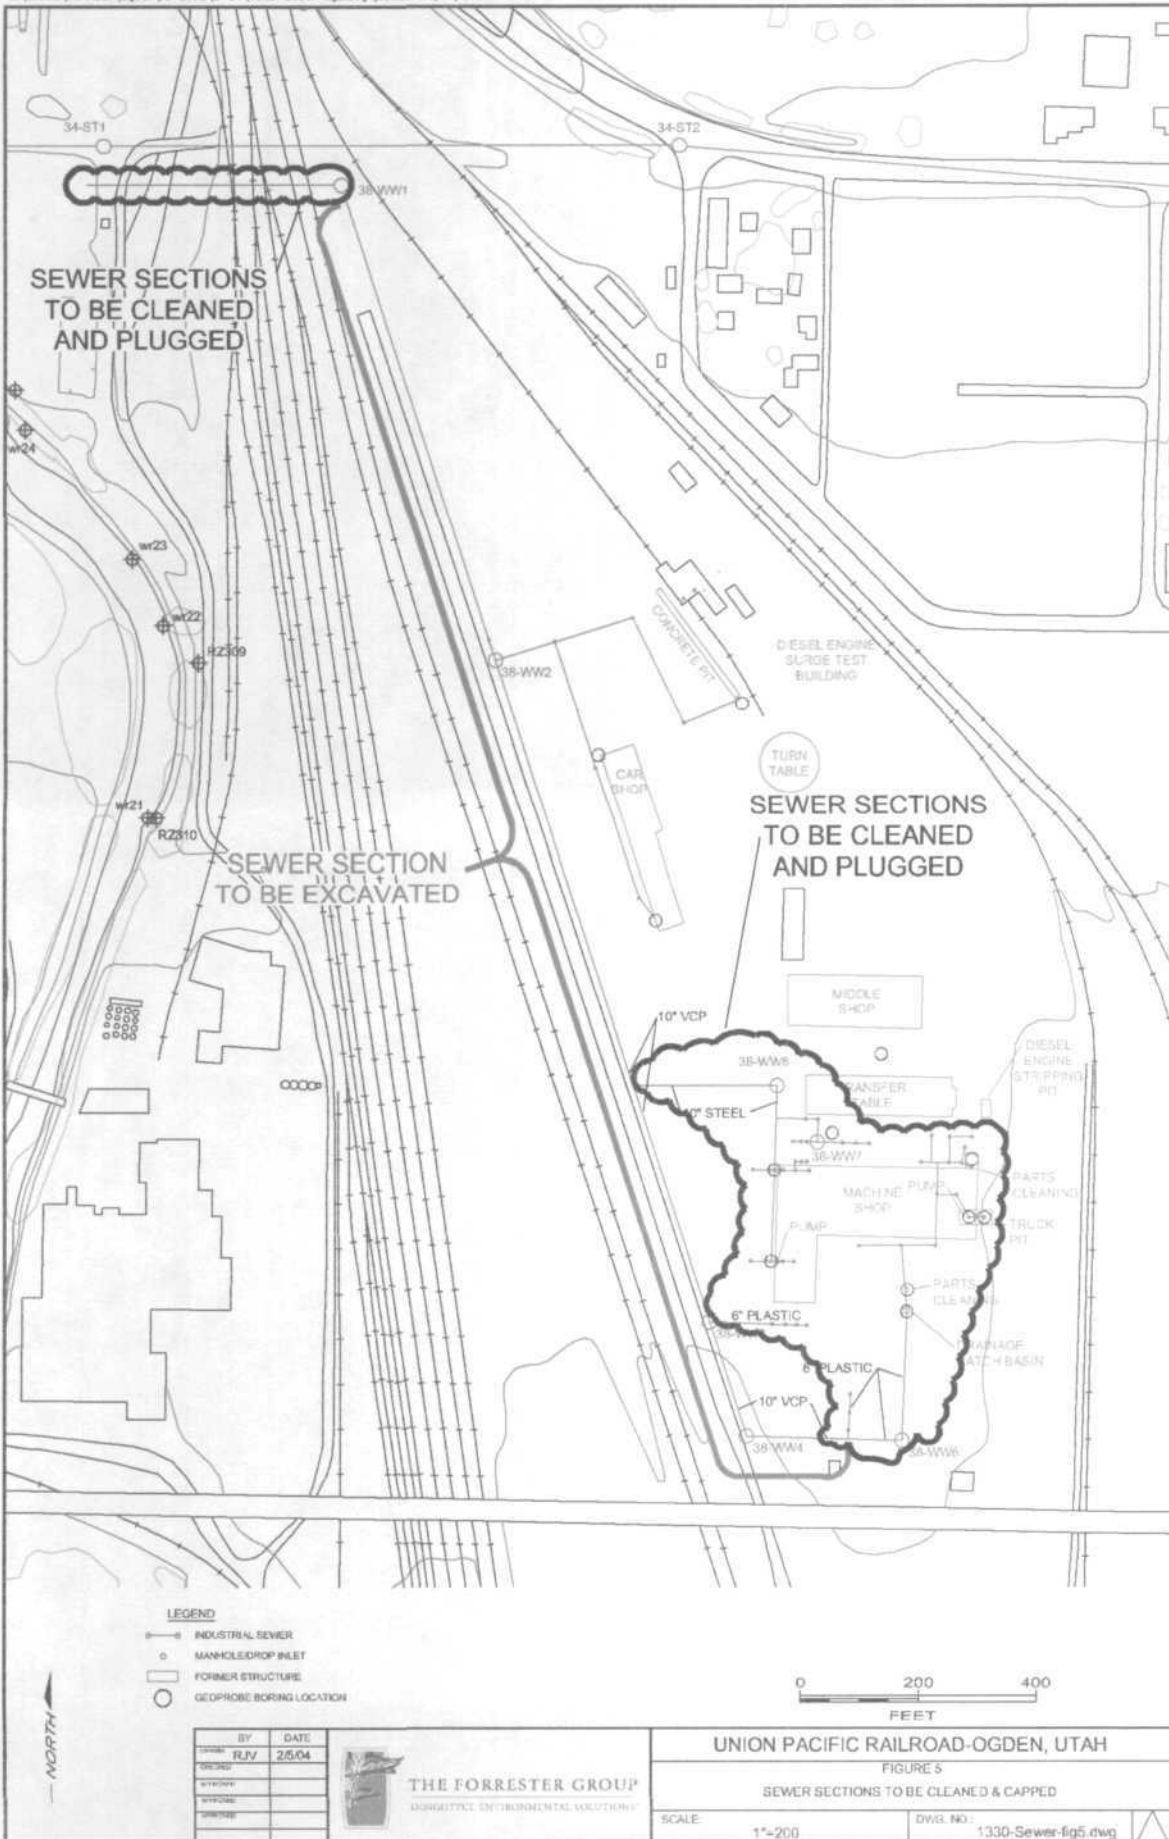 34-ST1
34-ST2
38-WW1
SEWER SECTIONS
TO BE CLEANED
AND PLUGGED
wr24
wr23
wr22
RZ309
38-WW2
CONCRETE PIT
DIESEL ENGINE
SURGE TEST
BUILDING
TURN
TABLE
CAR
SHOP
wr21
RZ310
SEWER SECTIONS
TO BE CLEANED
AND PLUGGED
SEWER SECTION
TO BE EXCAVATED
MIDDLE
SHOP
10" VCP
38-WW8
DIESEL
ENGINE
STRIPPING
PIT
TRANSFER
TABLE
10" STEEL
38-WW7
MACHINE
SHOP
PUMP
PARTS
CLEANING
TRUCK
PIT
PUMP
PARTS
CLEANING
6" PLASTIC
DRAINAGE
CATCH BASIN
PLASTIC
10" VCP
38-WW4
38-WW6
LEGEND
INDUSTRIAL SEWER
MANHOLE/DROP INLET
FORMER STRUCTURE
GEOPROBE BORING LOCATION
NORTH
0 200 400
FEET
BY DATE
RJV 2/5/04
THE FORRESTER GROUP
UNION PACIFIC RAILROAD-OGDEN, UTAH
FIGURE 5
SEWER SECTIONS TO BE CLEANED & CAPPED
SCALE: 1"=200
DWG. NO.: 1330-Sewer-fig5.dwg